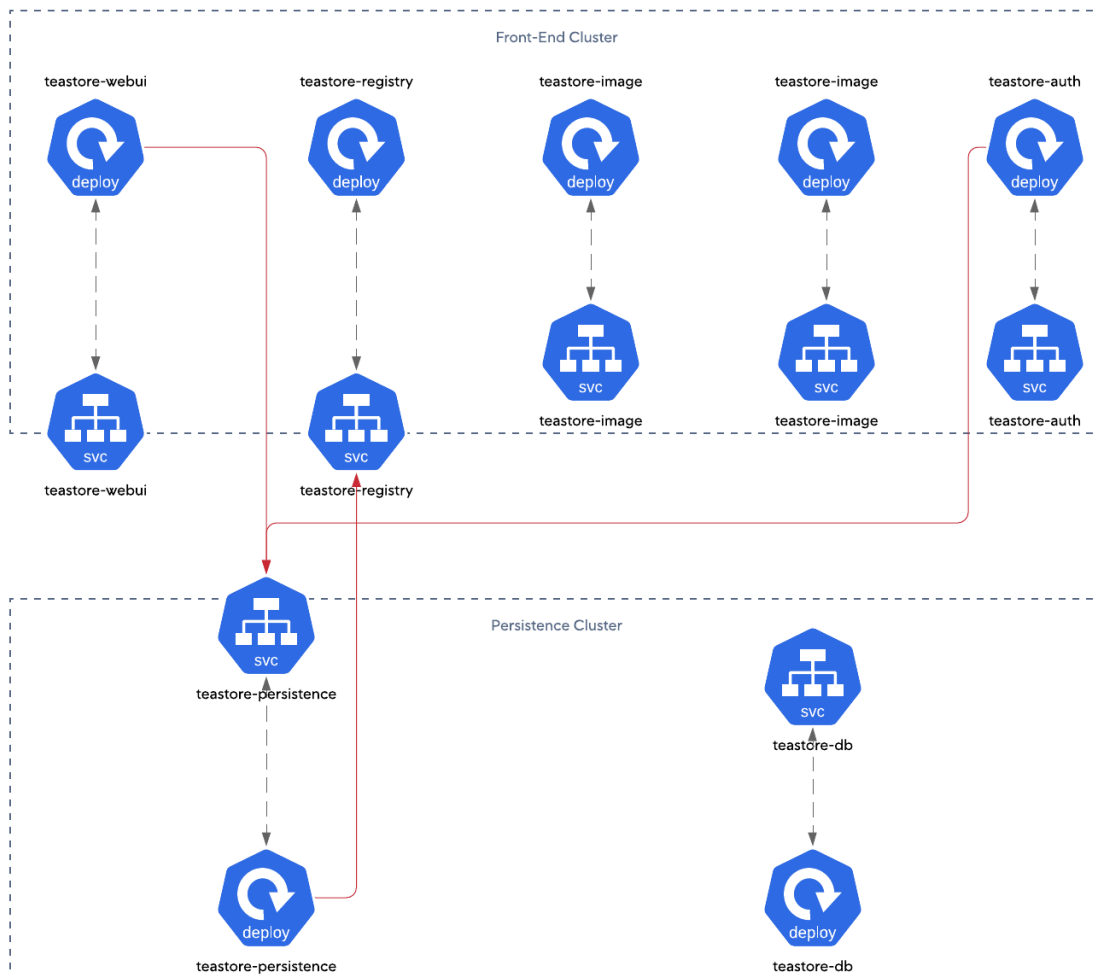 Front-End Cluster
teastore-webui
teastore-registry
teastore-image
teastore-image
teastore-auth
deploy
deploy
deploy
deploy
deploy
svc
svc
svc
teastore-image
teastore-image
teastore-auth
svc
svc
teastore-webui
teastore-registry
Persistence Cluster
svc
teastore-persistence
svc
teastore-db
deploy
deploy
teastore-persistence
teastore-db